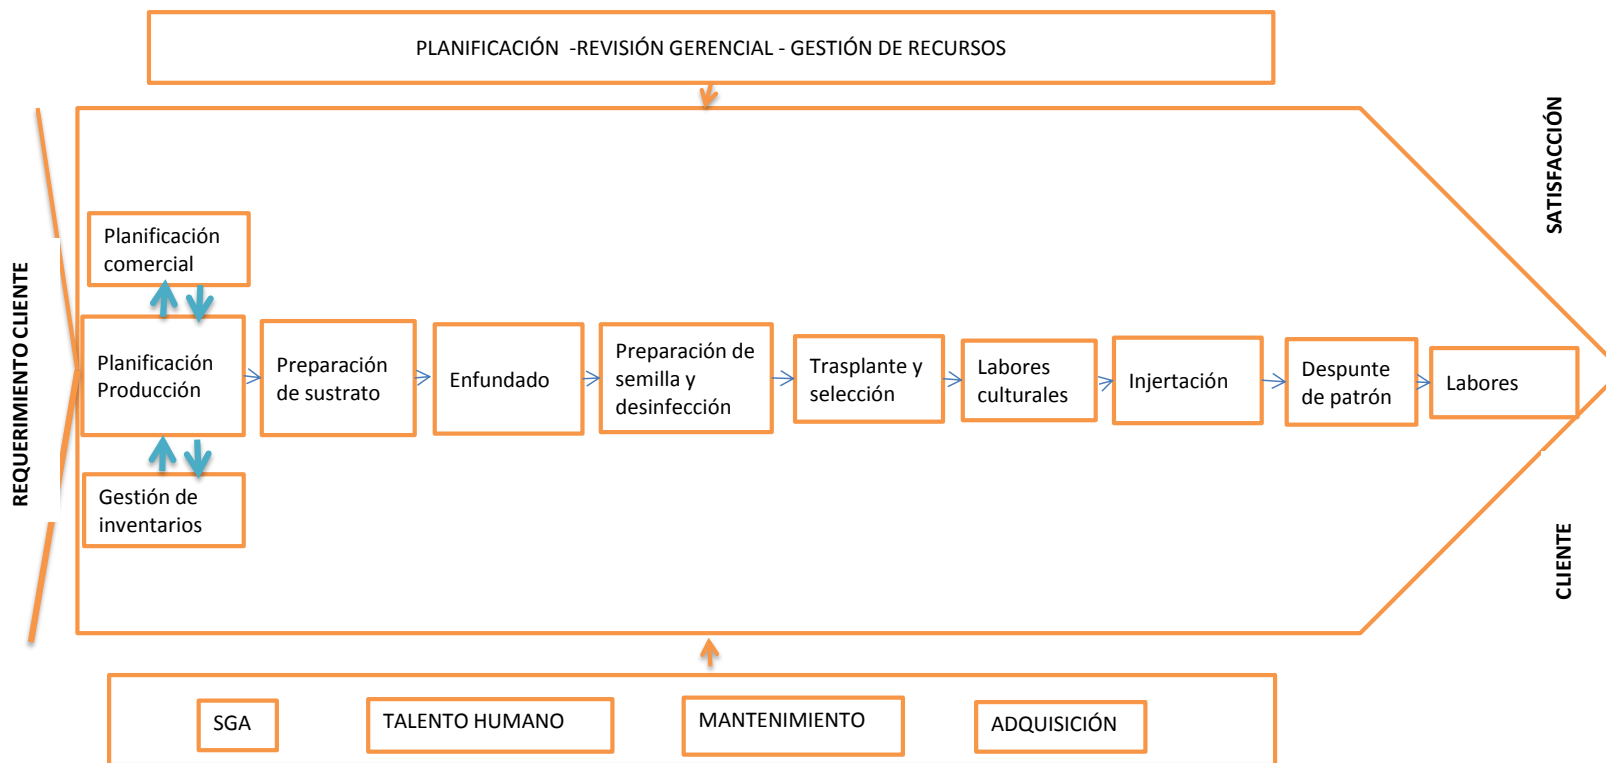 PLANIFICACIÓN -REVISIÓN GERENCIAL - GESTIÓN DE RECURSOS
REQUERIMIENTO CLIENTE
Planificación
comercial
Planificación
Producción
Gestión de
inventarios
Preparación
de sustrato
Enfundado
Preparación de
semilla y
desinfección
Trasplante y
selección
Labores
culturales
Injertación
Despunte
de patrón
Labores
SATISFACCIÓN
CLIENTE
SGA
TALENTO HUMANO
MANTENIMIENTO
ADQUISICIÓN